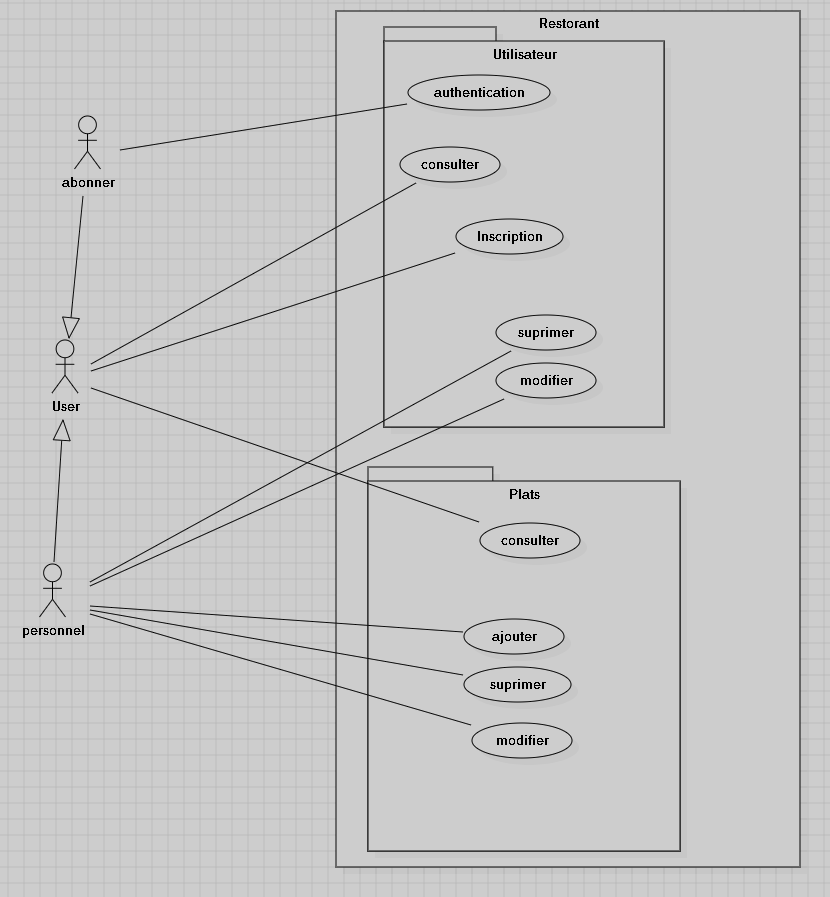 Restorant
Utilisateur
authentication
consulter
abonner
Inscription
suprimer
modifier
User
Plats
consulter
personnel
ajouter
suprimer
modifier